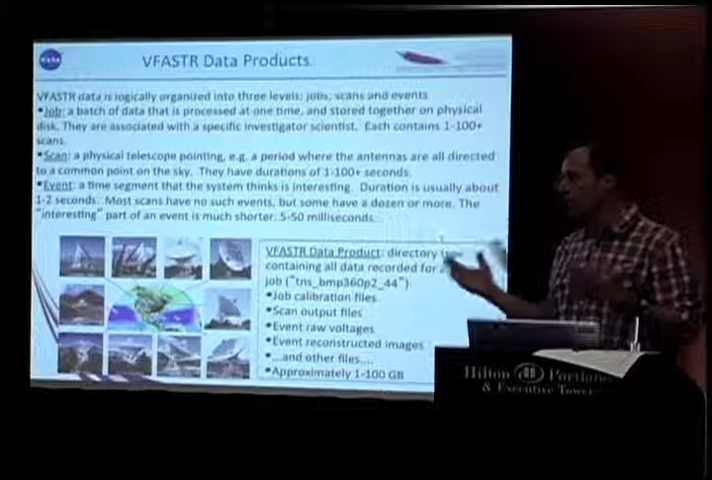 NASA
VFASTR Data Products
VFASTR data is logically organized into three levels: jobs, scans and events
•Job: a batch of data that is processed at one time, and stored together on physical
disk. They are associated with a specific investigator scientist. Each contains 1-100+
scans.
•Scan: a physical telescope pointing, e.g. a period where the antennas are all directed
to a common point on the sky. They have durations of 1-100+ seconds.
•Event: a time segment that the system thinks is interesting. Duration is usually about
1-2 seconds. Most scans have no such events, but some have a dozen or more. The
"interesting" part of an event is much shorter: 5-50 milliseconds.
VFASTR Data Product: directory
containing all data recorded for
job ("tns_bmp360p2_44")
•Job calibration files
•Scan output files
•Event raw voltages
•Event reconstructed images
•...and other files....
•Approximately 1-100 GB
Hilton Portland
& Executive Tower